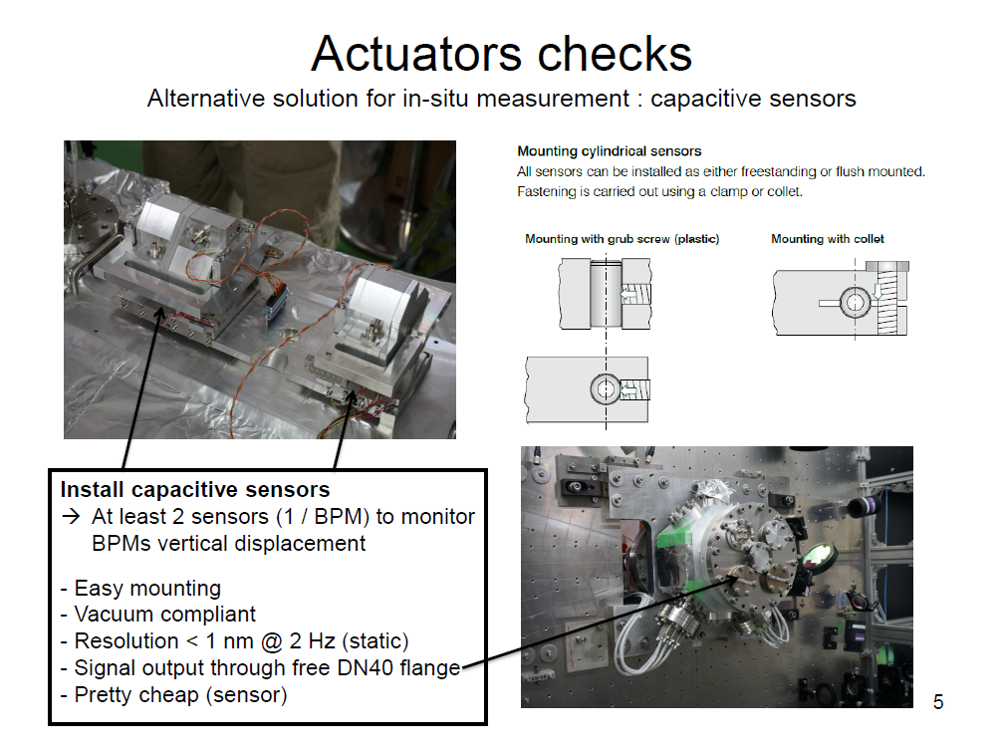 Actuators checks
Alternative solution for in-situ measurement : capacitive sensors
Mounting cylindrical sensors
All sensors can be installed as either freestanding or flush mounted.
Fastening is carried out using a clamp or collet.
Mounting with grub screw (plastic)
Mounting with collet
Install capacitive sensors
→ At least 2 sensors (1 / BPM) to monitor
BPMs vertical displacement
- Easy mounting
- Vacuum compliant
- Resolution < 1 nm @ 2 Hz (static)
- Signal output through free DN40 flange
- Pretty cheap (sensor)
5